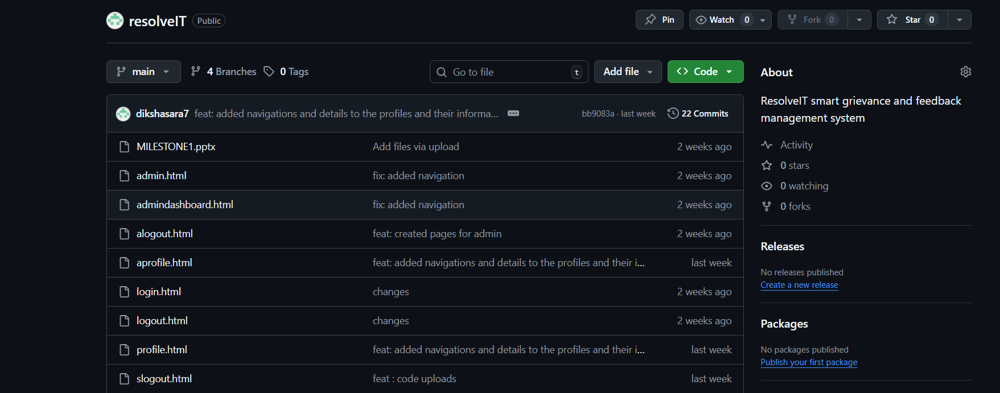 resolveIT Public Pin Watch 0 Fork 0 Star 0
main 4 Branches 0 Tags Go to file t Add file Code
dikshasara7 feat: added navigations and details to the profiles and their informa... bb9083a · last week 22 Commits
MILESTONE1.pptx Add files via upload 2 weeks ago
admin.html fix: added navigation 2 weeks ago
admindashboard.html fix: added navigation 2 weeks ago
alogout.html feat: created pages for admin 2 weeks ago
aprofile.html feat: added navigations and details to the profiles and their i... last week
login.html changes 2 weeks ago
logout.html changes 2 weeks ago
profile.html feat: added navigations and details to the profiles and their i... last week
slogout.html feat : code uploads last week
About
ResolveIT smart grievance and feedback
management system
Activity
0 stars
0 watching
0 forks
Releases
No releases published
Create a new release
Packages
No packages published
Publish your first package